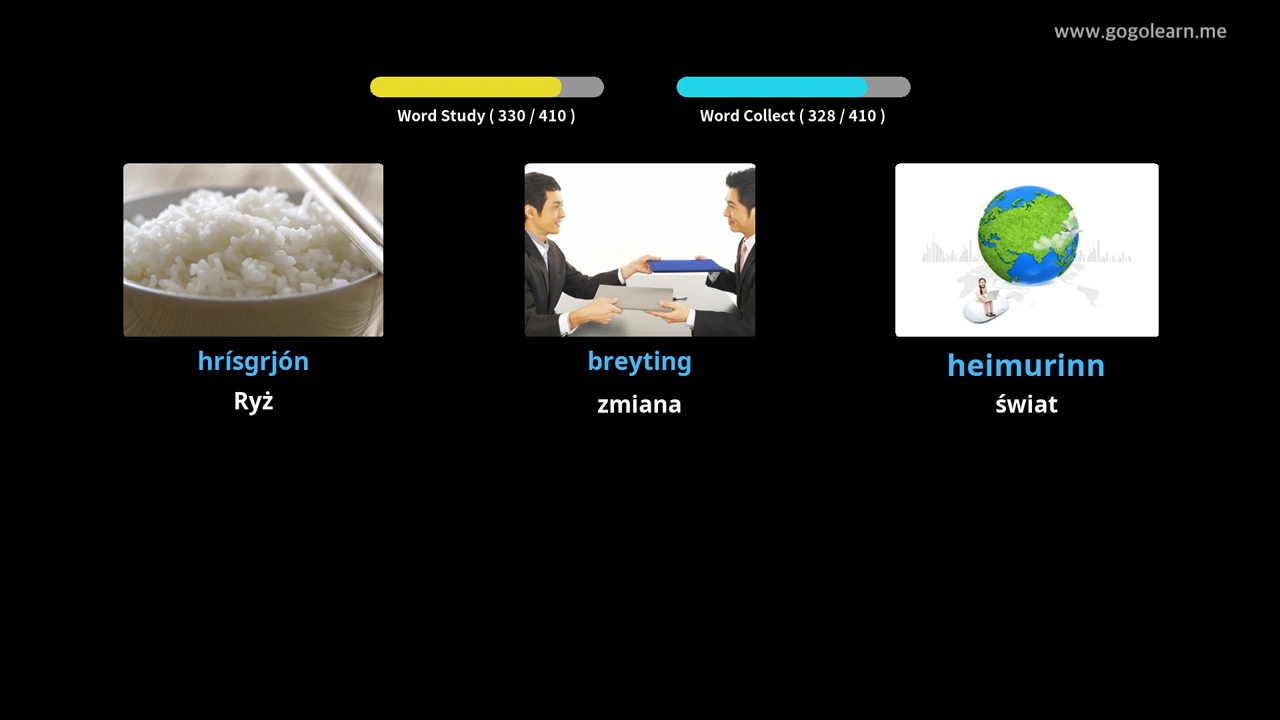 www.gogolearn.me
Word Study ( 330 / 410 )
Word Collect ( 328 / 410 )
hrísgrjón
Ryż
breyting
zmiana
heimurinn
świat